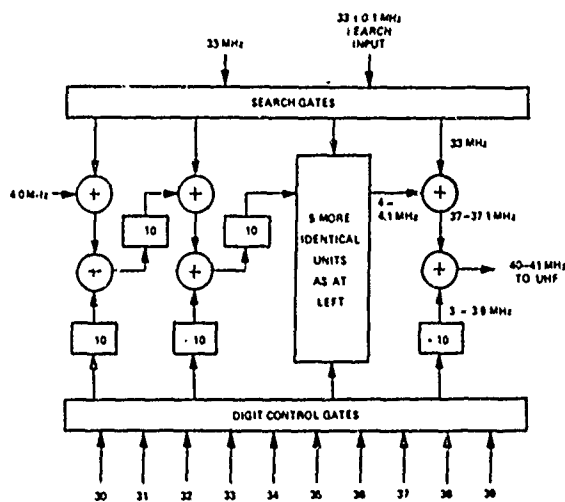 33 MHz
33 ± 0.1 MHz
SEARCH
INPUT
SEARCH GATES
33 MHz
4.0 MHz
10
10
5 MORE
IDENTICAL
UNITS
AS AT
LEFT
4–
4.1 MHz
37–37.1 MHz
40–41 MHz
TO UHF
3 – 3.9 MHz
10
- 10
÷ 10
DIGIT CONTROL GATES
30 31 32 33 34 35 36 37 38 39